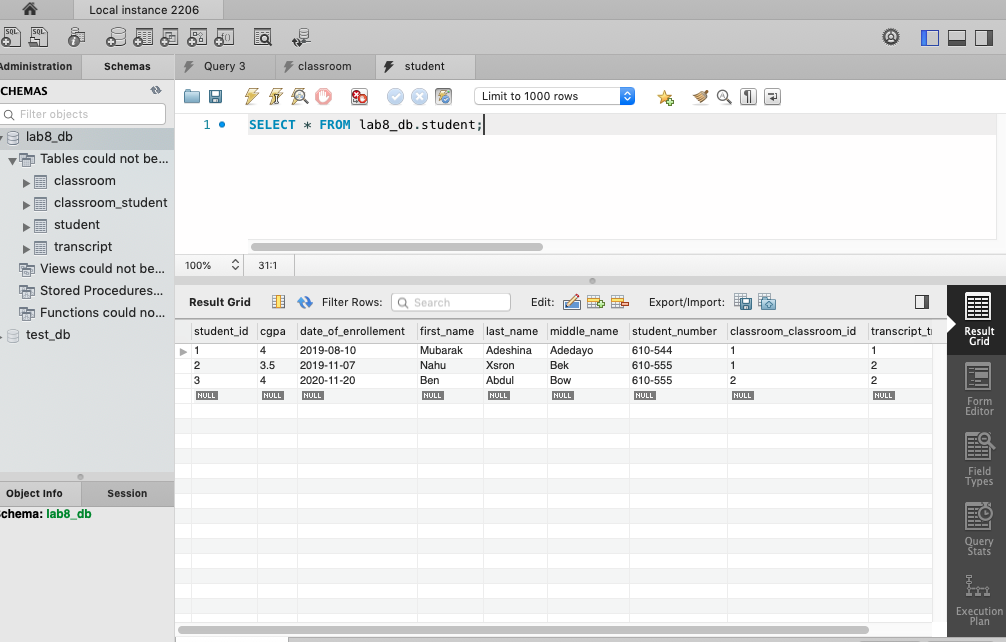 Local instance 2206
Administration Schemas Query 3 classroom student
SCHEMAS
Filter objects
Limit to 1000 rows
lab8_db
Tables could not be...
classroom
classroom_student
student
transcript
Views could not be...
Stored Procedures...
Functions could no...
test_db
1 SELECT * FROM lab8_db.student;
100% 31:1
Result Grid Filter Rows: Search Edit: Export/Import:
student_id cgpa date_of_enrollement first_name last_name middle_name student_number classroom_classroom_id transcript_tr
1 4 2019-08-10 Mubarak Adeshina Adedayo 610-544 1 1
2 3.5 2019-11-07 Nahu Xsron Bek 610-555 1 2
3 4 2020-11-20 Ben Abdul Bow 610-555 2 2
NULL NULL NULL NULL NULL NULL NULL NULL NULL
Result
Grid
Form
Editor
Field
Types
Query
Stats
Execution
Plan
Object Info Session
Schema: lab8_db